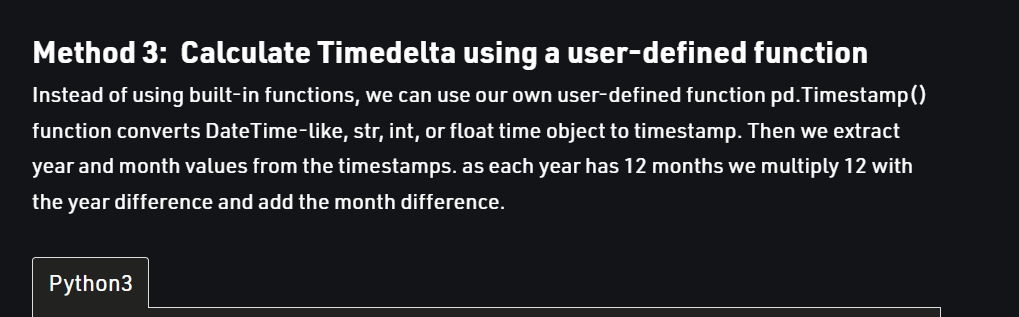 Method 3:  Calculate Timedelta using a user-defined function
Instead of using built-in functions, we can use our own user-defined function pd.Timestamp()
function converts DateTime-like, str, int, or float time object to timestamp. Then we extract
year and month values from the timestamps. as each year has 12 months we multiply 12 with
the year difference and add the month difference.
Python3